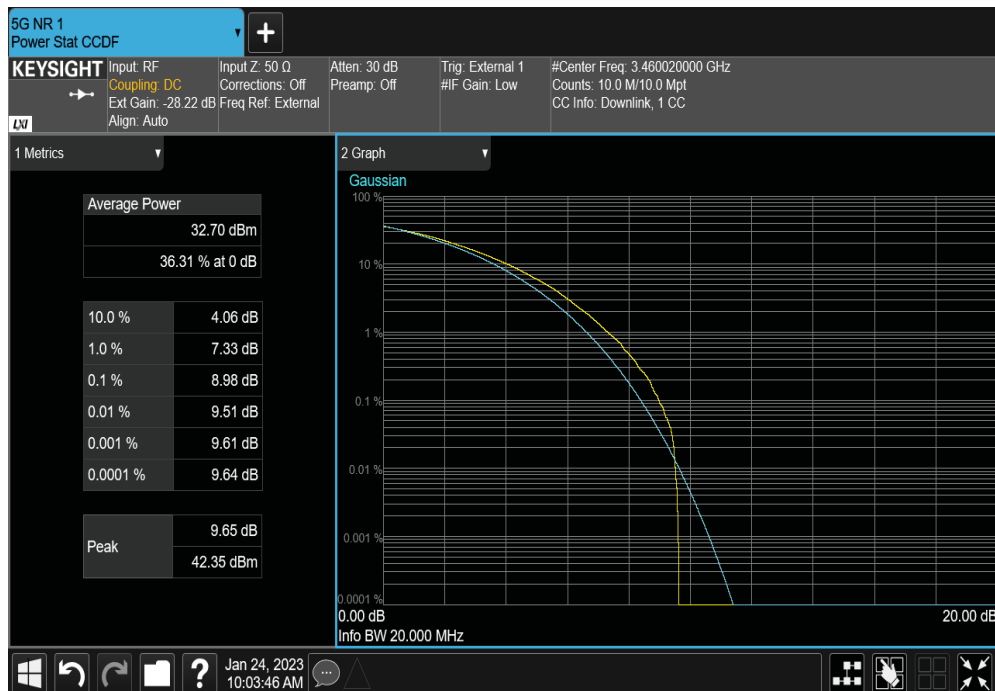 5G NR 1
Power Stat CCDF
+
KEYSIGHT
LXI
Input: RF
Coupling: DC
Ext Gain: -28.22 dB
Align: Auto
Input Z: 50 Ω
Corrections: Off
Freq Ref: External
Atten: 30 dB
Preamp: Off
Trig: External 1
#IF Gain: Low
#Center Freq: 3.460020000 GHz
Counts: 10.0 M/10.0 Mpt
CC Info: Downlink, 1 CC
1 Metrics
Average Power
32.70 dBm
36.31 % at 0 dB
10.0 % 4.06 dB
1.0 % 7.33 dB
0.1 % 8.98 dB
0.01 % 9.51 dB
0.001 % 9.61 dB
0.0001 % 9.64 dB
Peak
9.65 dB
42.35 dBm
2 Graph
Gaussian
100 %
10 %
1 %
0.1 %
0.01 %
0.001 %
0.0001 %
0.00 dB
20.00 dB
Info BW 20.000 MHz
?
Jan 24, 2023
10:03:46 AM